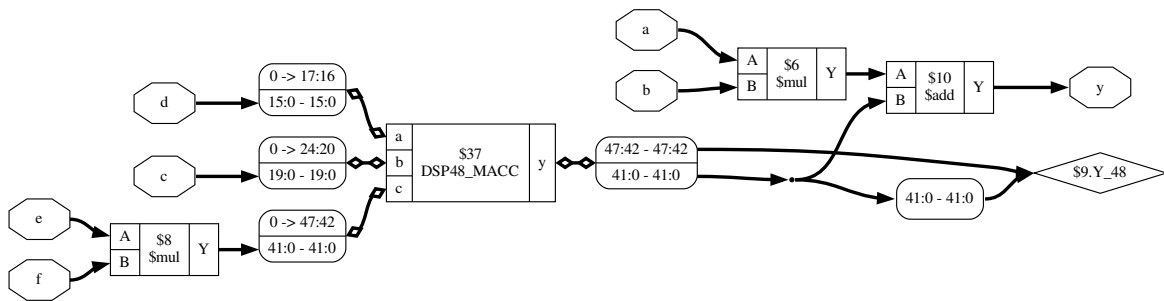 a
b
A
B
$6
$mul
Y
A
B
$10
$add
Y
y
d
0 -> 17:16
15:0 - 15:0
c
0 -> 24:20
19:0 - 19:0
a
b
c
$37
DSP48_MACC
y
47:42 - 47:42
41:0 - 41:0
41:0 - 41:0
$9.Y_48
e
f
A
B
$8
$mul
Y
0 -> 47:42
41:0 - 41:0